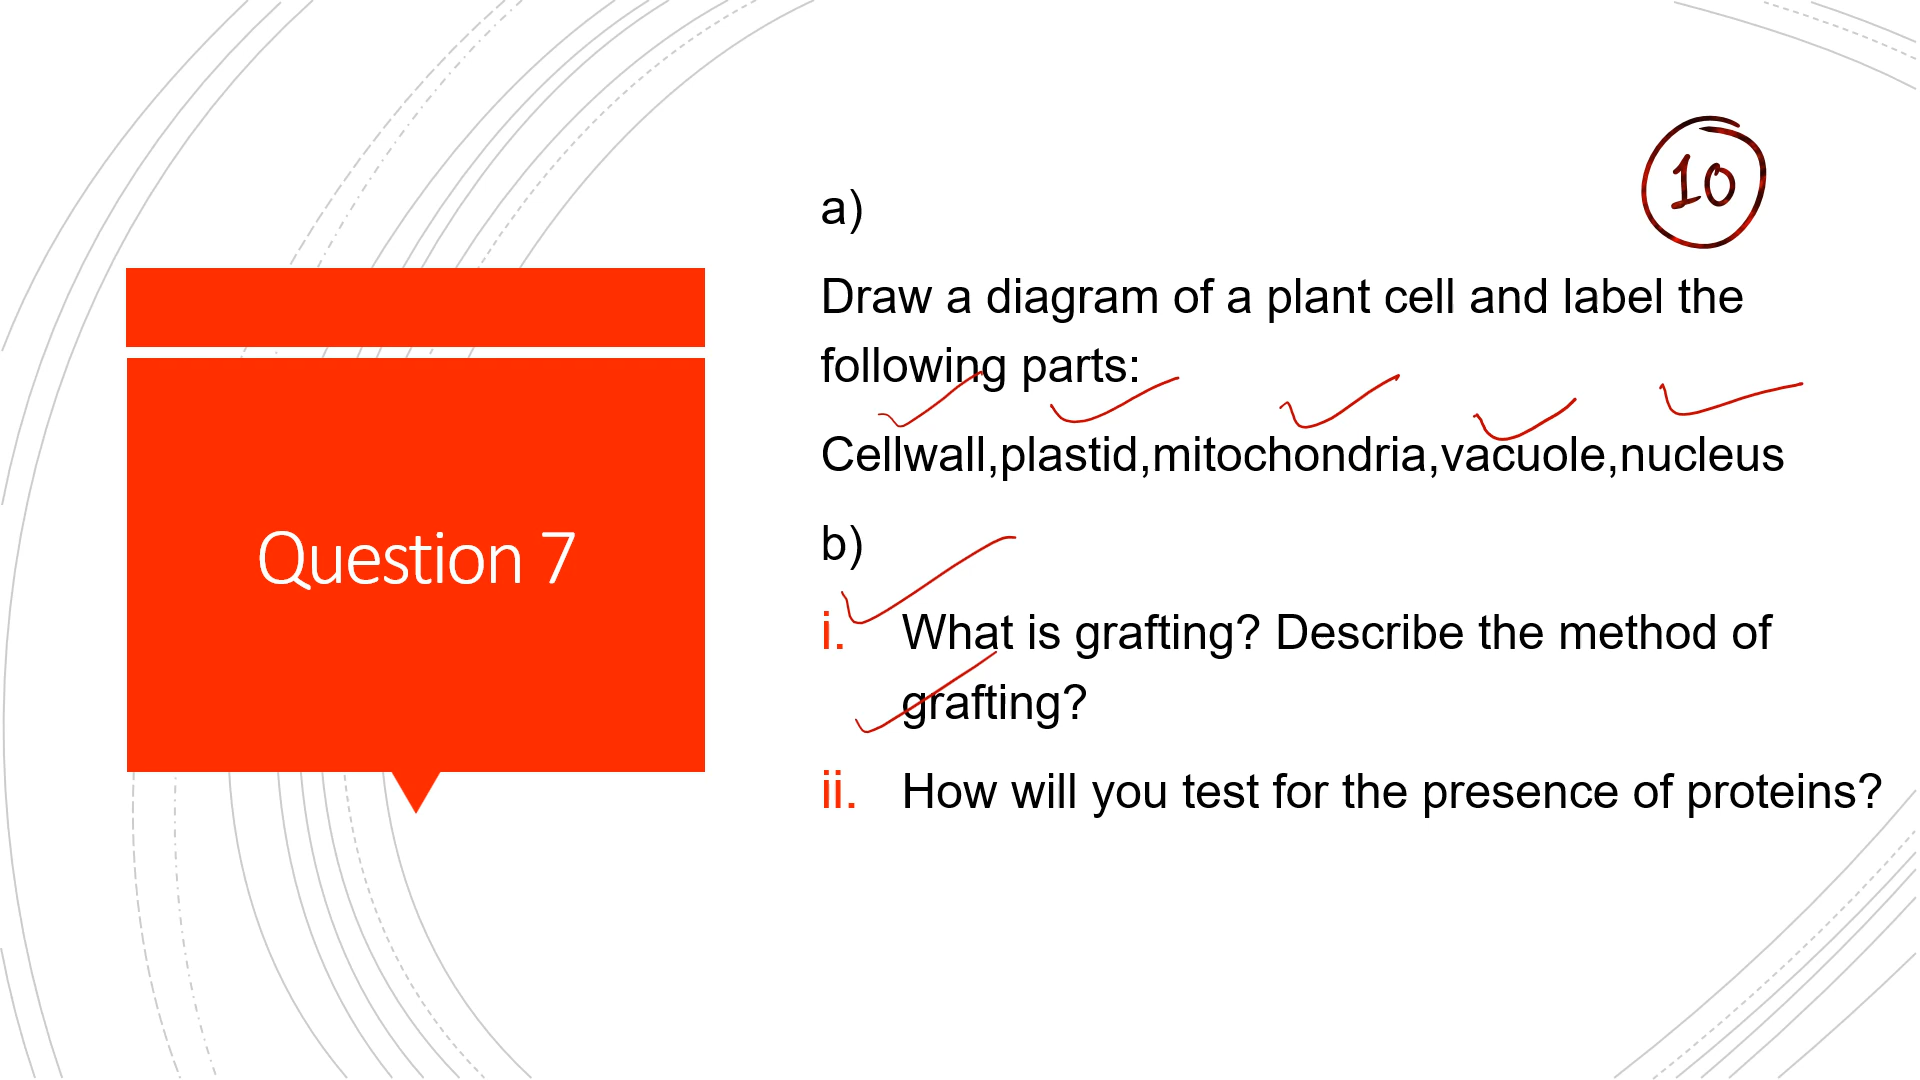 Question 7
10
a)
Draw a diagram of a plant cell and label the
following parts:
Cellwall,plastid,mitochondria,vacuole,nucleus
b)
i. What is grafting? Describe the method of
grafting?
ii. How will you test for the presence of proteins?